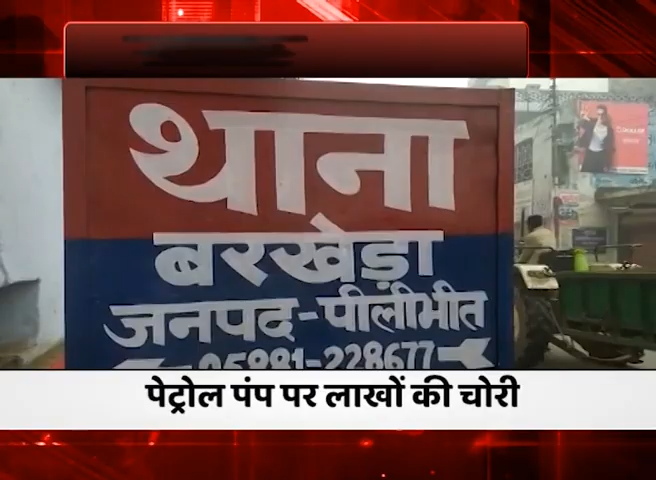 थाना
बरखेड़ा
जनपद-पीलीभीत
05881-228677
पेट्रोल पंप पर लाखों की चोरी